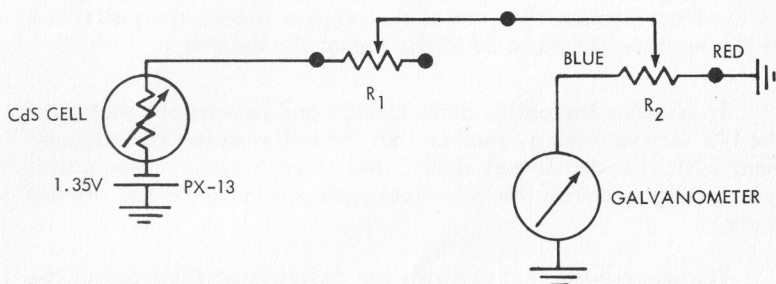 BLUE
RED
CdS CELL
R1
R2
1.35V
PX-13
GALVANOMETER